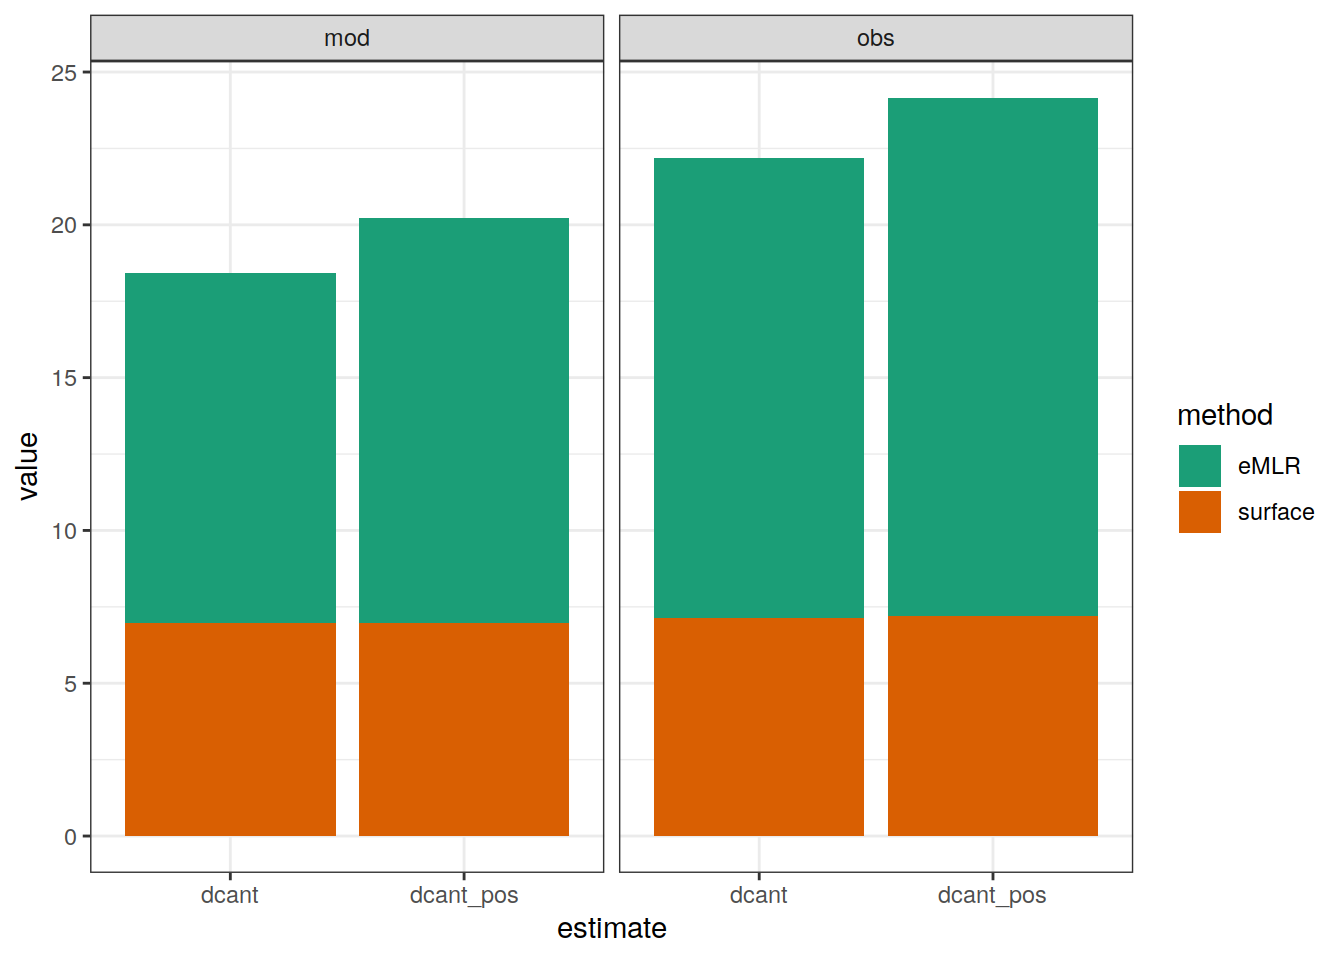 mod obs
25
20
15
10
5
0
value
dcant dcant_pos dcant dcant_pos
estimate
method
eMLR
surface